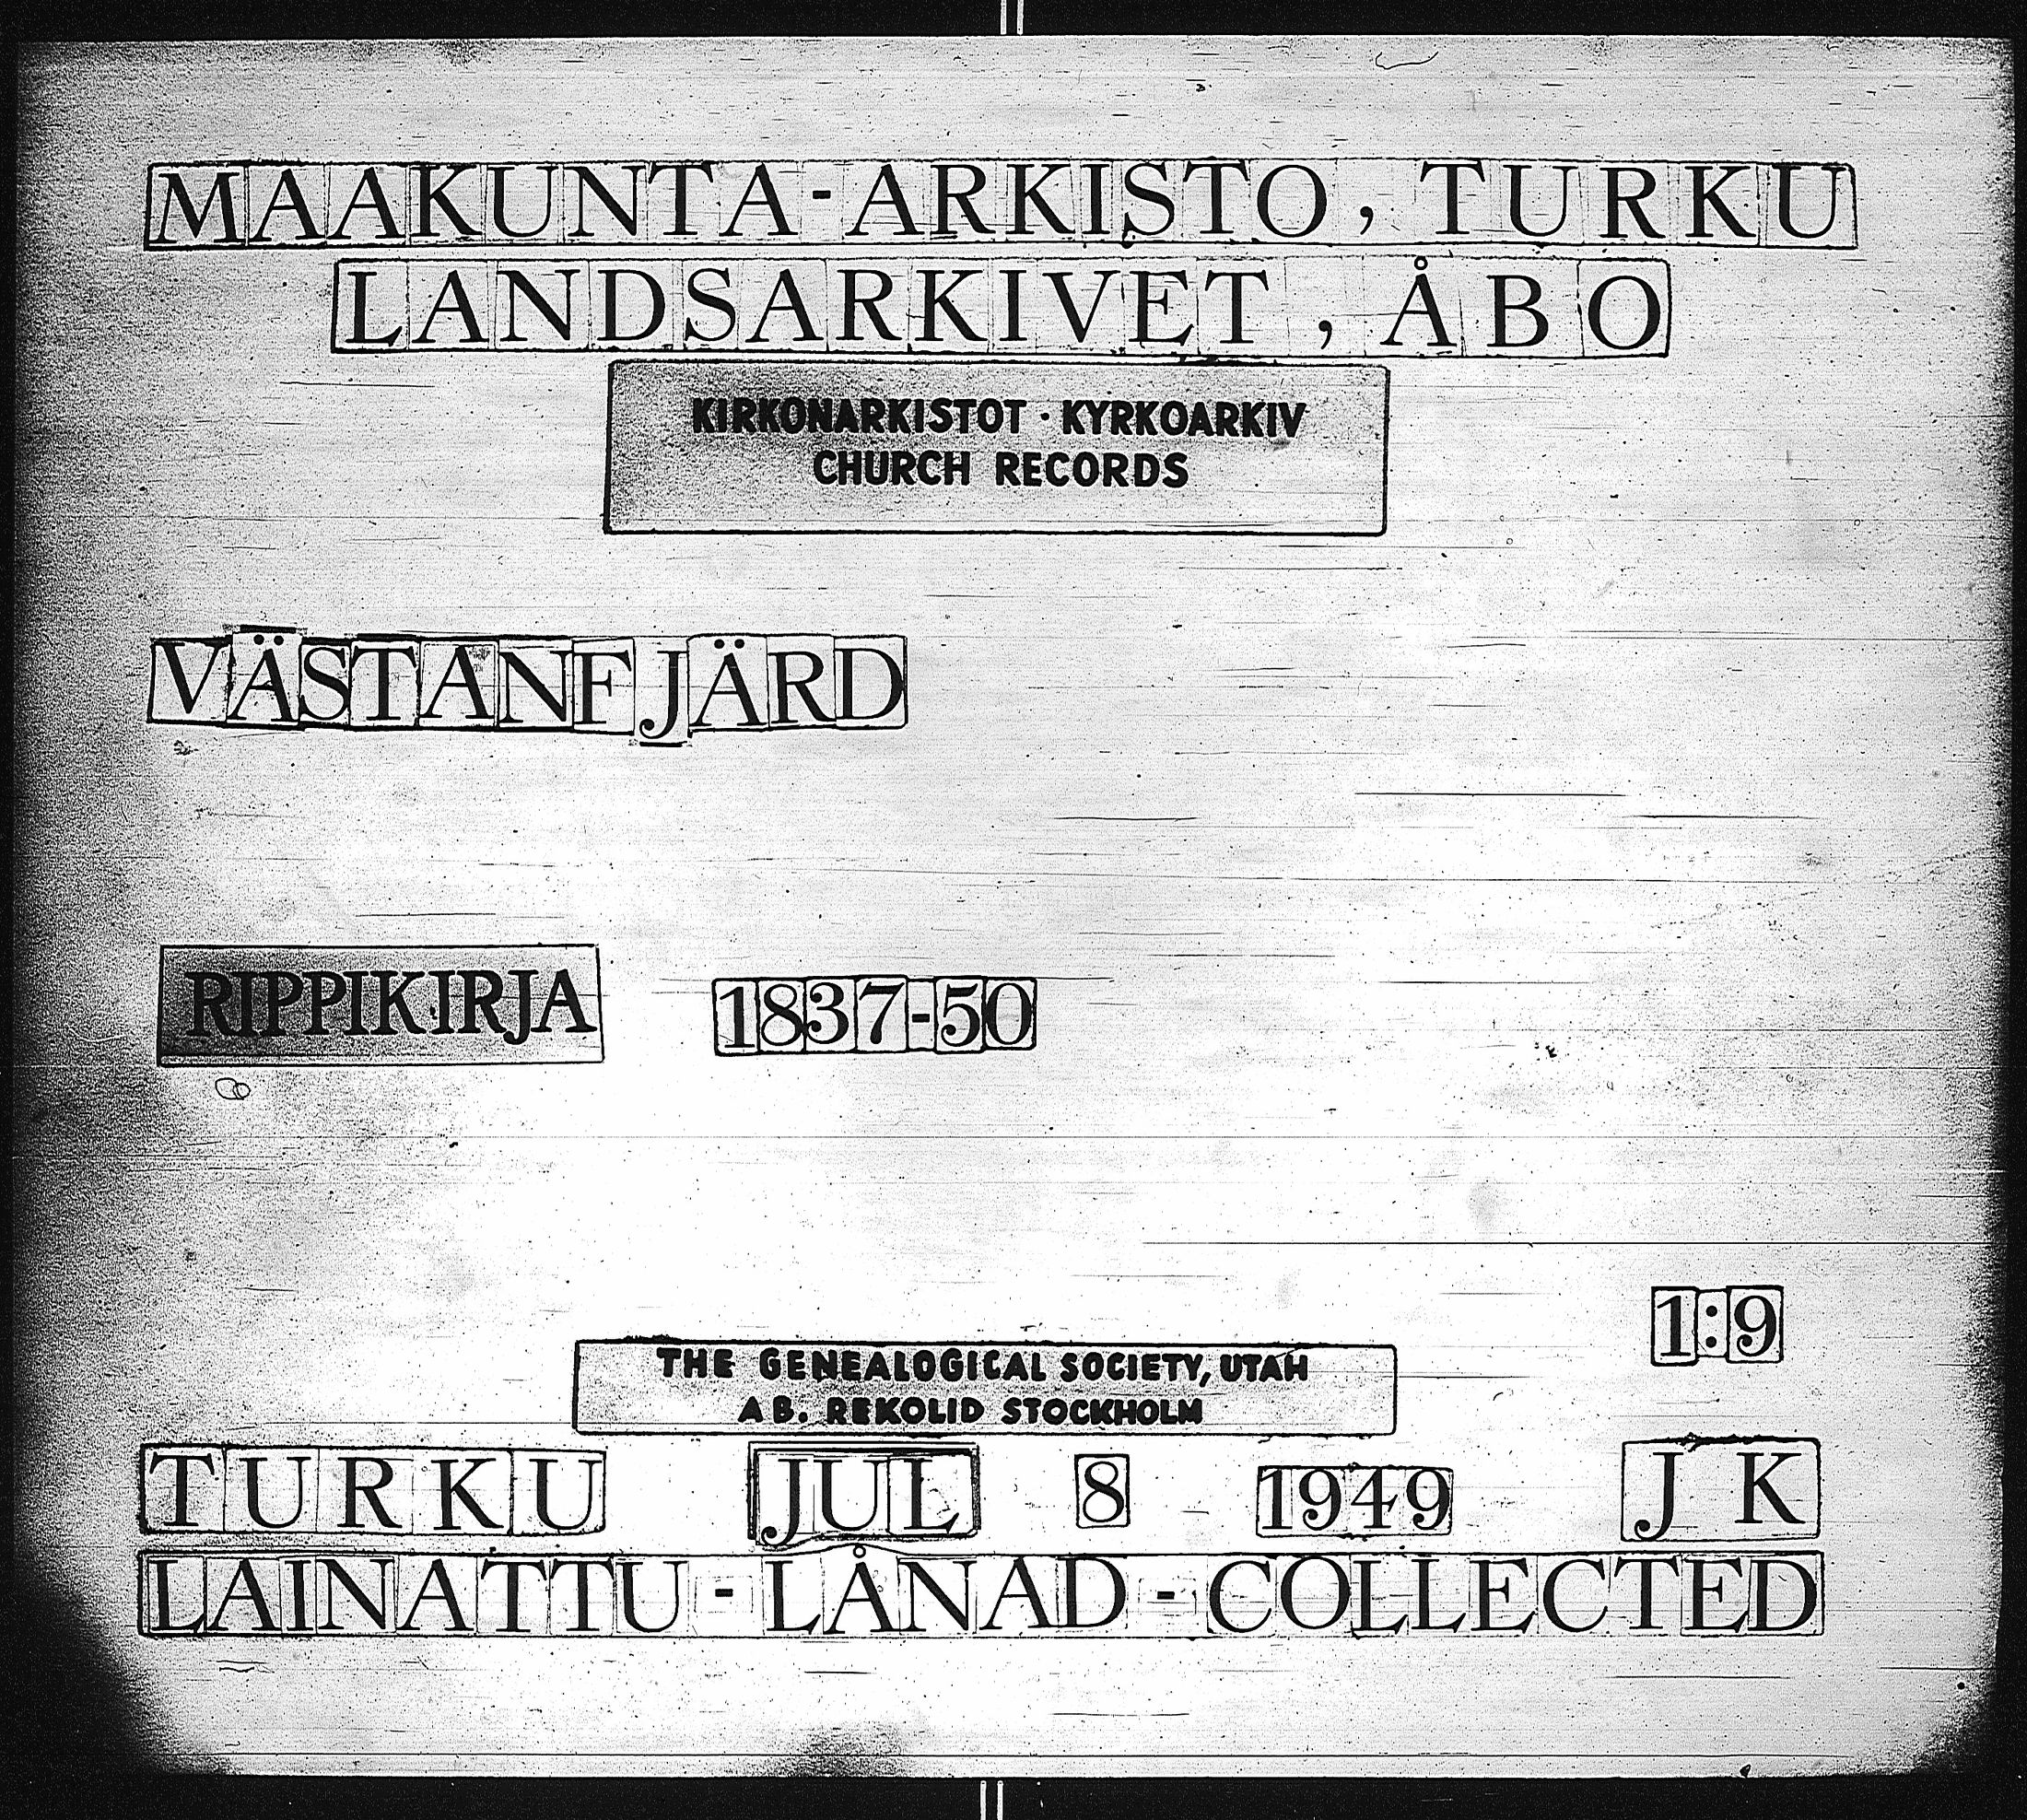 MAAKUNTA-ARKISTO, TURKU
LANDSARKIVET, ÅBO
KIRKONARKISTOT · KYRKOARKIV
CHURCH RECORDS
VÄSTANFJÄRD
RIPPIKIRJA 1837-50
1:9
THE GENEALOGICAL SOCIETY, UTAH
AB. REKOLID STOCKHOLM
TURKU JUL 8 1949 J K
LAINATTU - LÅNAD - COLLECTED